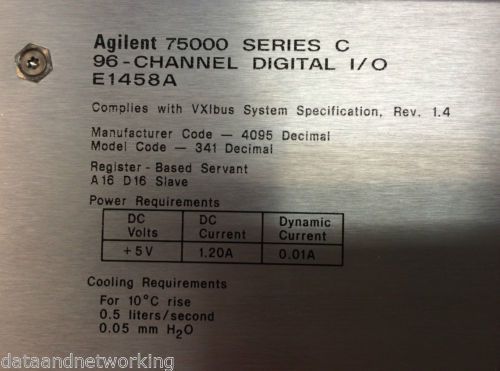 Agilent 75000 SERIES C
96-CHANNEL DIGITAL I/O
E1458A
Complies with VXIbus System Specification, Rev. 1.4
Manufacturer Code — 4095 Decimal
Model Code — 341 Decimal
Register - Based Servant
A16 D16 Slave
Power Requirements
DC Volts DC Current Dynamic Current
+5V 1.20A 0.01A
Cooling Requirements
For 10°C rise
0.5 liters/second
0.05 mm H₂O
dataandnetworking